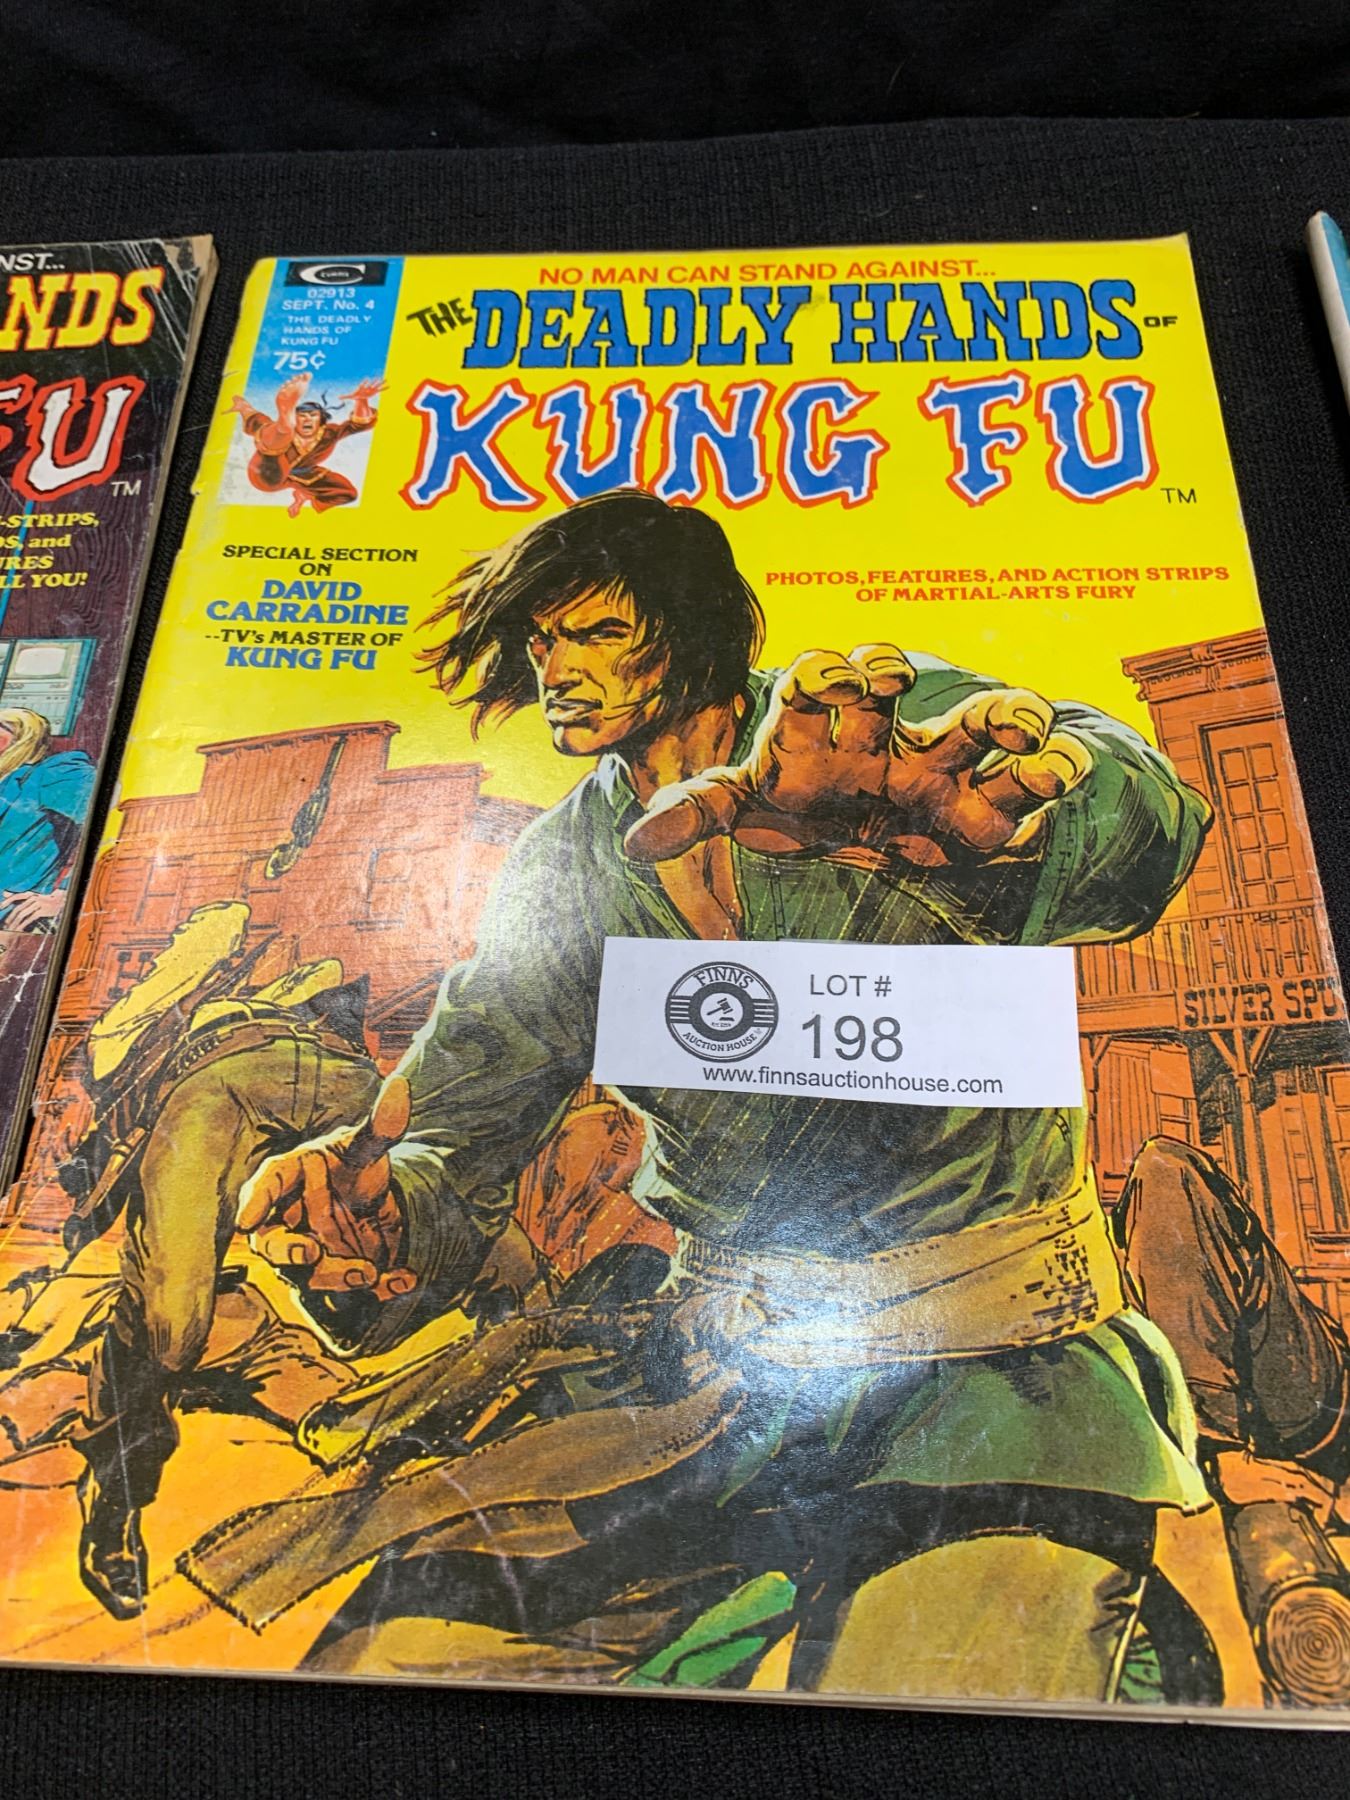 NST...
NDS
FU
TM
-STRIPS,
DS, and
URES
LL YOU!
CURTIS
02913
SEPT. No. 4
THE DEADLY
HANDS OF
KUNG FU
75¢
NO MAN CAN STAND AGAINST...
THE DEADLY HANDS OF
KUNG FU
TM
SPECIAL SECTION
ON
DAVID
CARRADINE
--TV's MASTER OF
KUNG FU
PHOTOS, FEATURES, AND ACTION STRIPS
OF MARTIAL-ARTS FURY
SILVER SPU
FINNS
AUCTION HOUSE
LOT #
198
www.finnsauctionhouse.com